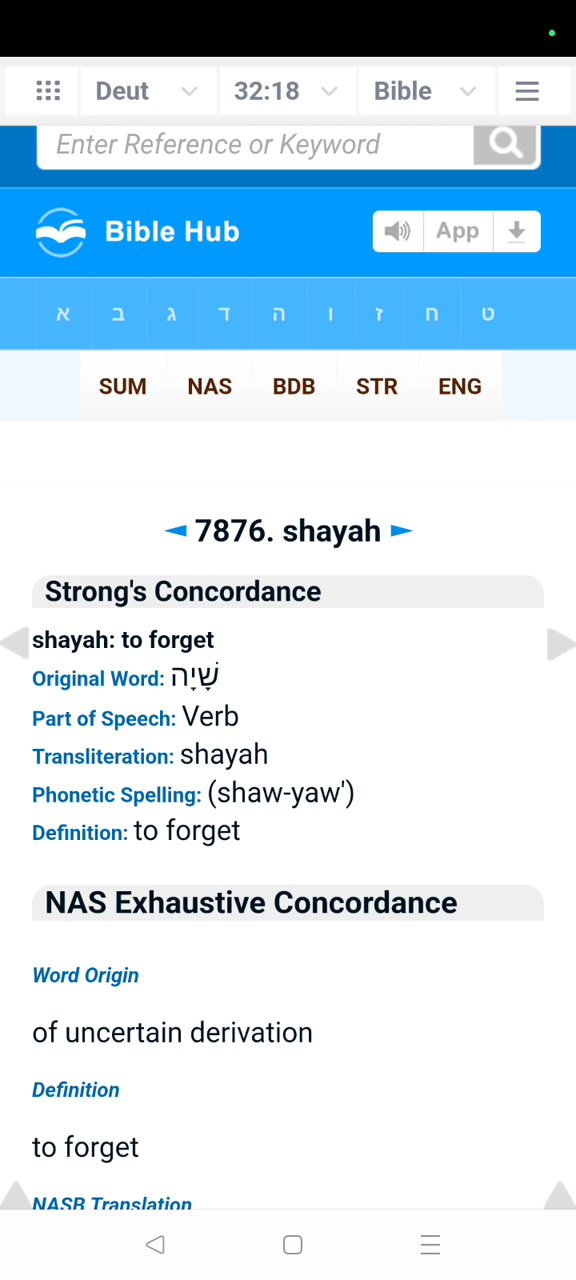 Deut 32:18 Bible
Enter Reference or Keyword
Bible Hub App
א ב ג ד ה ו ז ח ט
SUM NAS BDB STR ENG
7876. shayah
Strong's Concordance
shayah: to forget
Original Word: שָׁיָה
Part of Speech: Verb
Transliteration: shayah
Phonetic Spelling: (shaw-yaw')
Definition: to forget
NAS Exhaustive Concordance
Word Origin
of uncertain derivation
Definition
to forget
NASB Translation